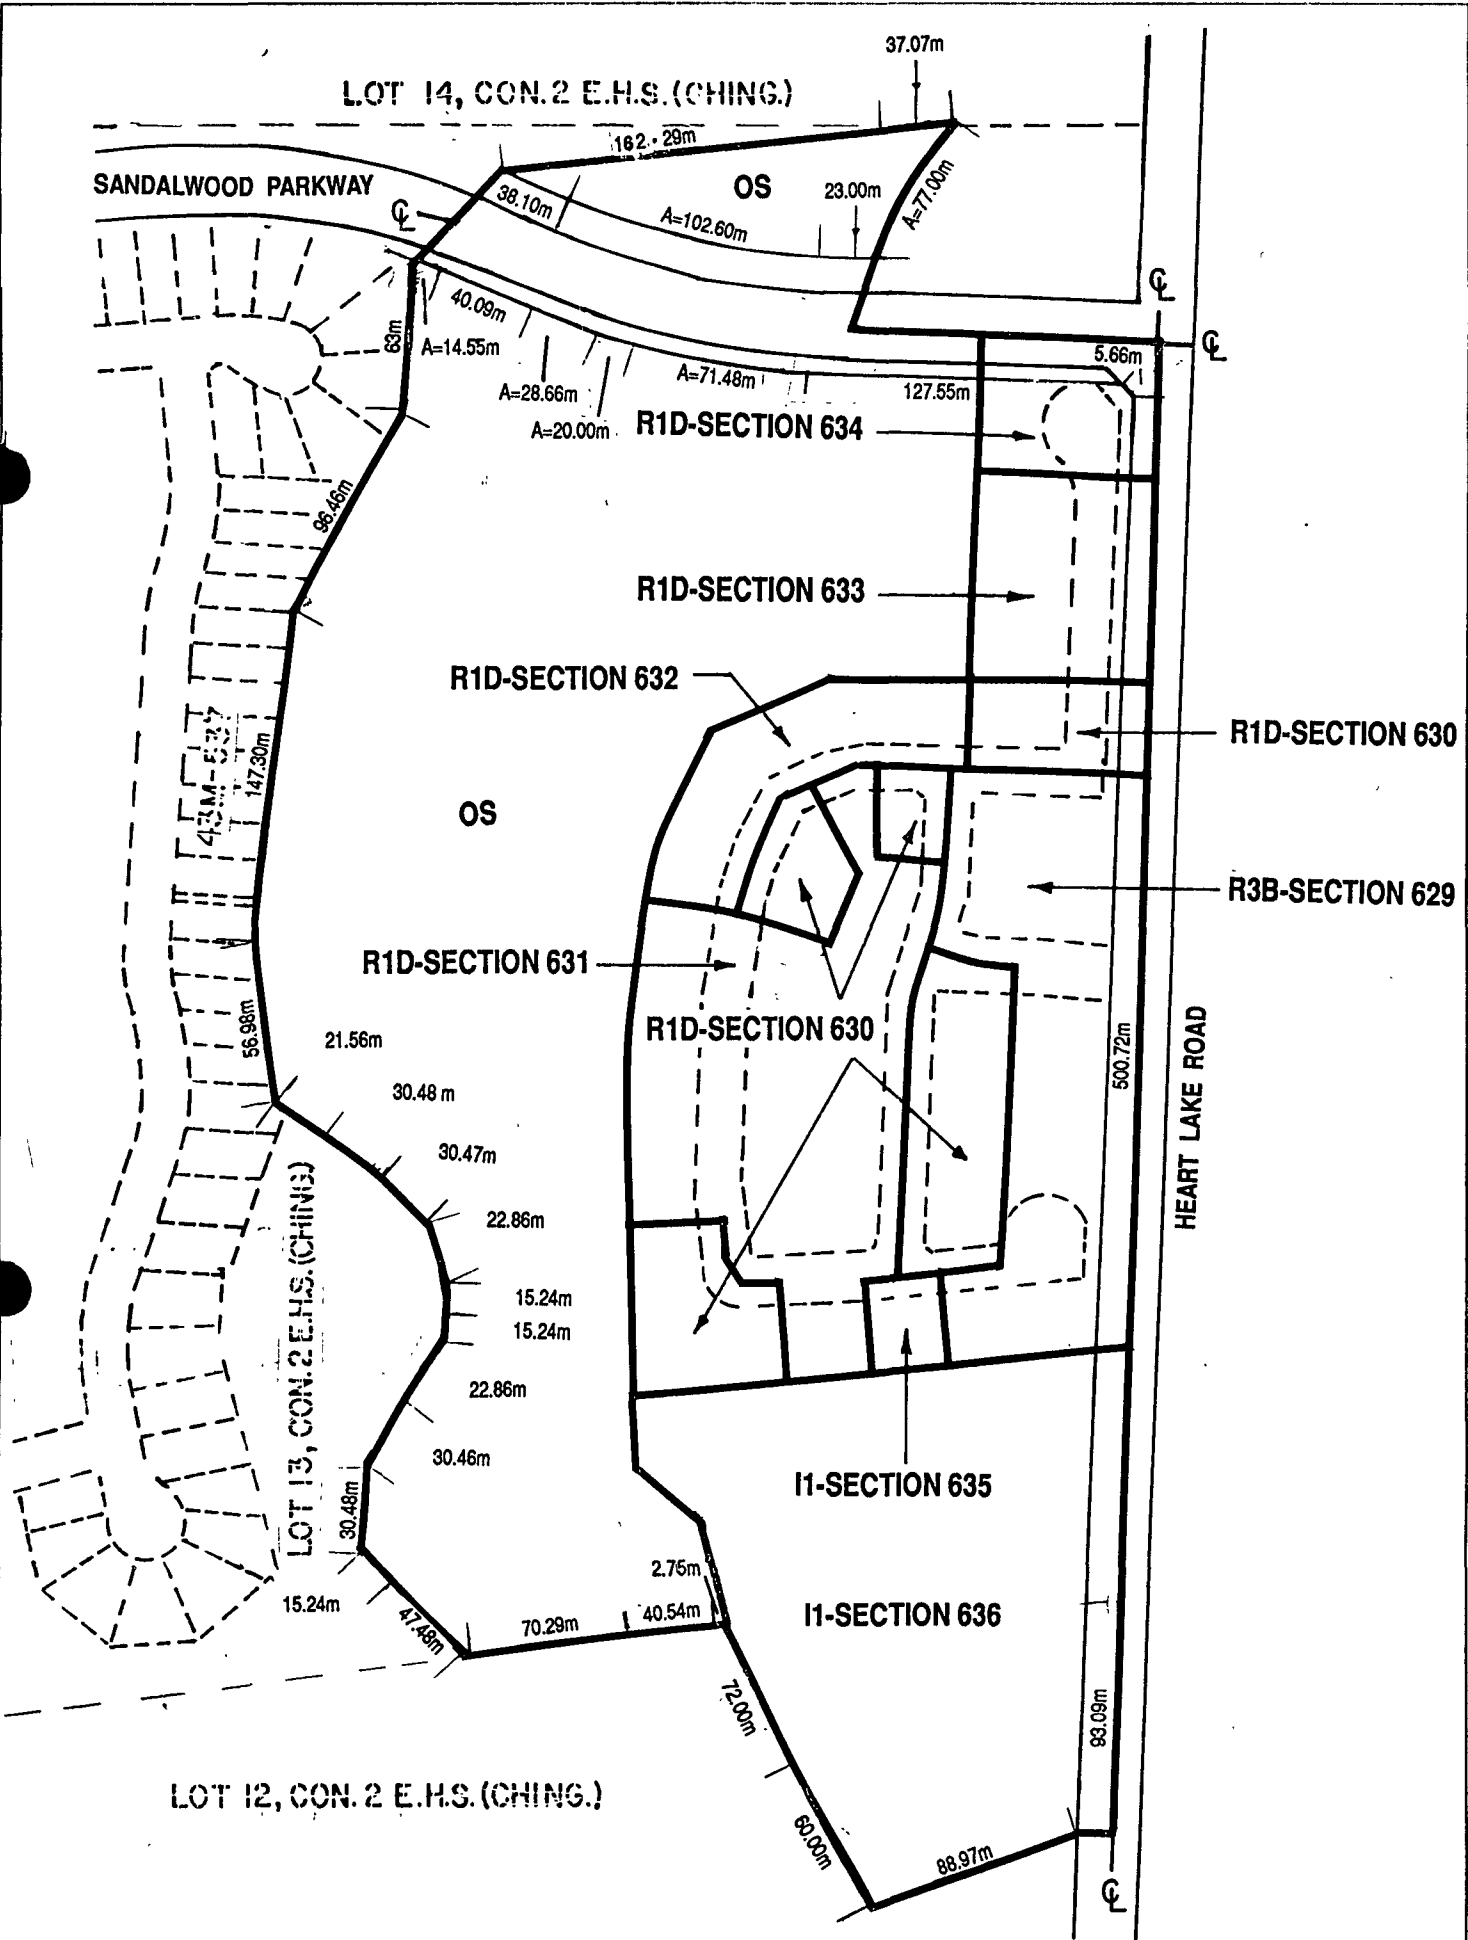 37.07m
LOT 14, CON. 2 E.H.S. (CHING.)
162.29m
SANDALWOOD PARKWAY
OS
38.10m
23.00m
A=77.00m
A=102.60m
℄
℄
℄
40.09m
63m
A=14.55m
5.66m
A=28.66m
A=71.48m
127.55m
A=20.00m
R1D-SECTION 634
96.46m
R1D-SECTION 633
R1D-SECTION 632
R1D-SECTION 630
147.30m
OS
R3B-SECTION 629
R1D-SECTION 631
56.98m
21.56m
R1D-SECTION 630
500.72m
HEART LAKE ROAD
30.48 m
30.47m
22.86m
LOT 13, CON. 2 E.H.S. (CHING)
15.24m
15.24m
22.86m
30.46m
I1-SECTION 635
30.48m
2.75m
15.24m
47.48m
70.29m
40.54m
I1-SECTION 636
72.00m
93.09m
LOT 12, CON. 2 E.H.S. (CHING.)
60.00m
88.97m
℄